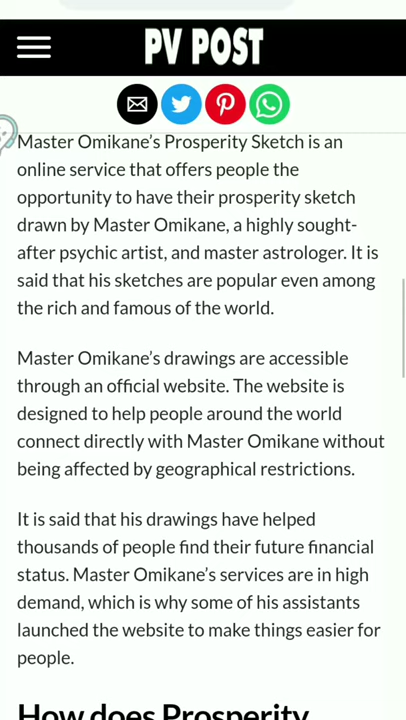 PV POST
Master Omikane’s Prosperity Sketch is an
online service that offers people the
opportunity to have their prosperity sketch
drawn by Master Omikane, a highly sought-
after psychic artist, and master astrologer. It is
said that his sketches are popular even among
the rich and famous of the world.
Master Omikane’s drawings are accessible
through an official website. The website is
designed to help people around the world
connect directly with Master Omikane without
being affected by geographical restrictions.
It is said that his drawings have helped
thousands of people find their future financial
status. Master Omikane’s services are in high
demand, which is why some of his assistants
launched the website to make things easier for
people.
How does Prosperity